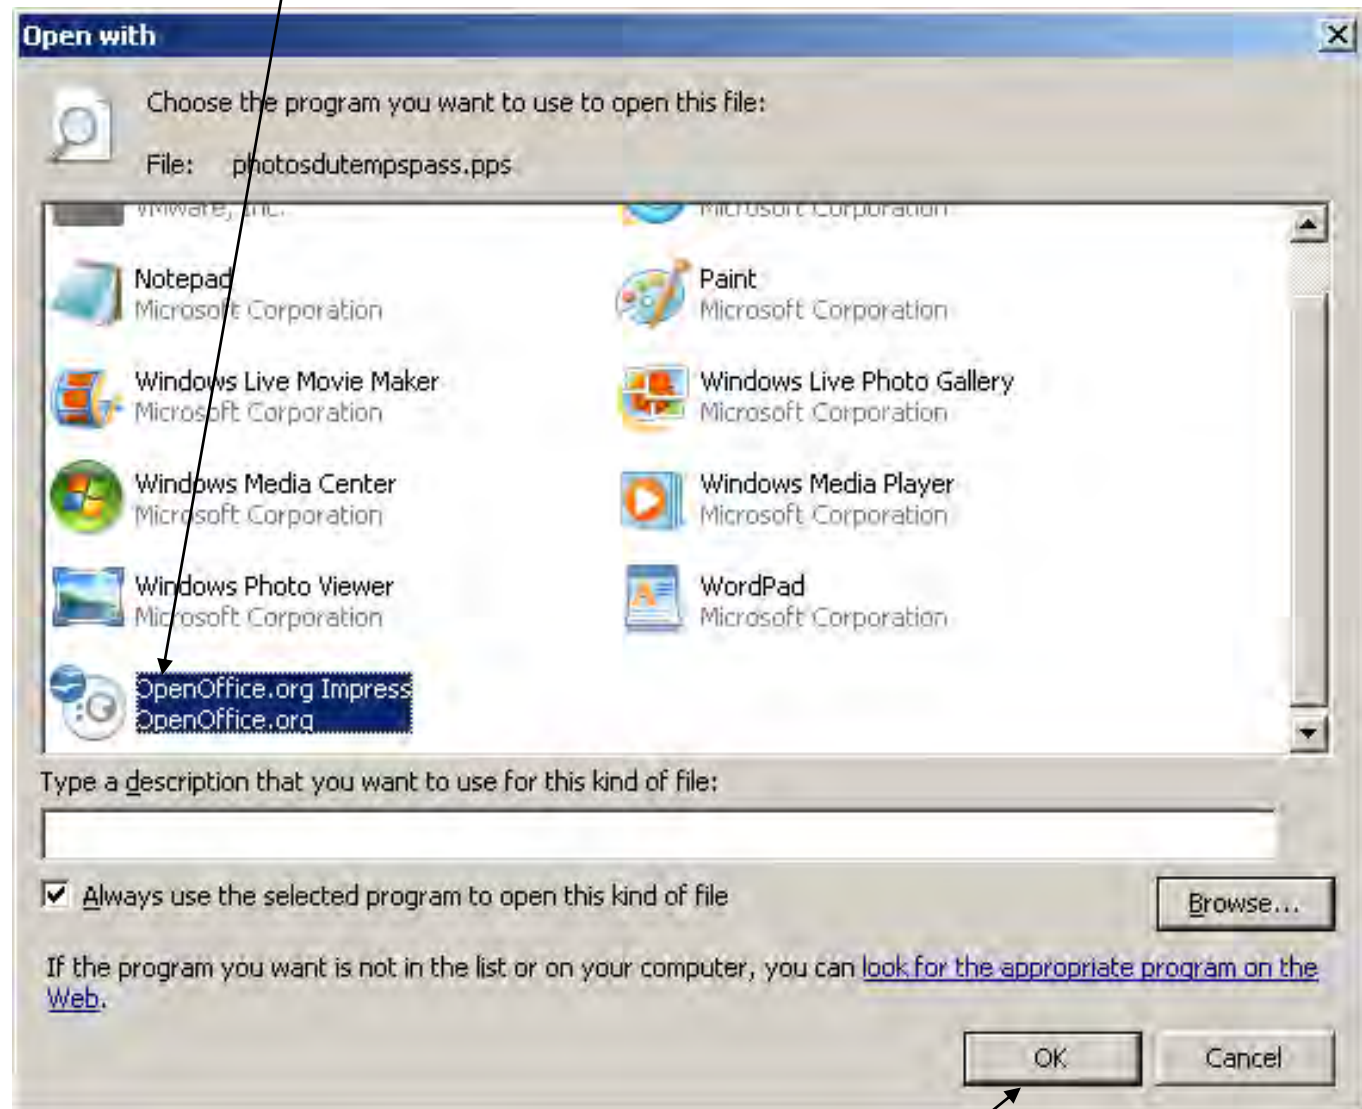 Open with
Choose the program you want to use to open this file:
File: photosdutempspass.pps
VMware, Inc.
Microsoft Corporation
Notepad
Microsoft Corporation
Paint
Microsoft Corporation
Windows Live Movie Maker
Microsoft Corporation
Windows Live Photo Gallery
Microsoft Corporation
Windows Media Center
Microsoft Corporation
Windows Media Player
Microsoft Corporation
Windows Photo Viewer
Microsoft Corporation
WordPad
Microsoft Corporation
OpenOffice.org Impress
OpenOffice.org
Type a description that you want to use for this kind of file:
Always use the selected program to open this kind of file
Browse...
If the program you want is not in the list or on your computer, you can look for the appropriate program on the
Web.
OK
Cancel